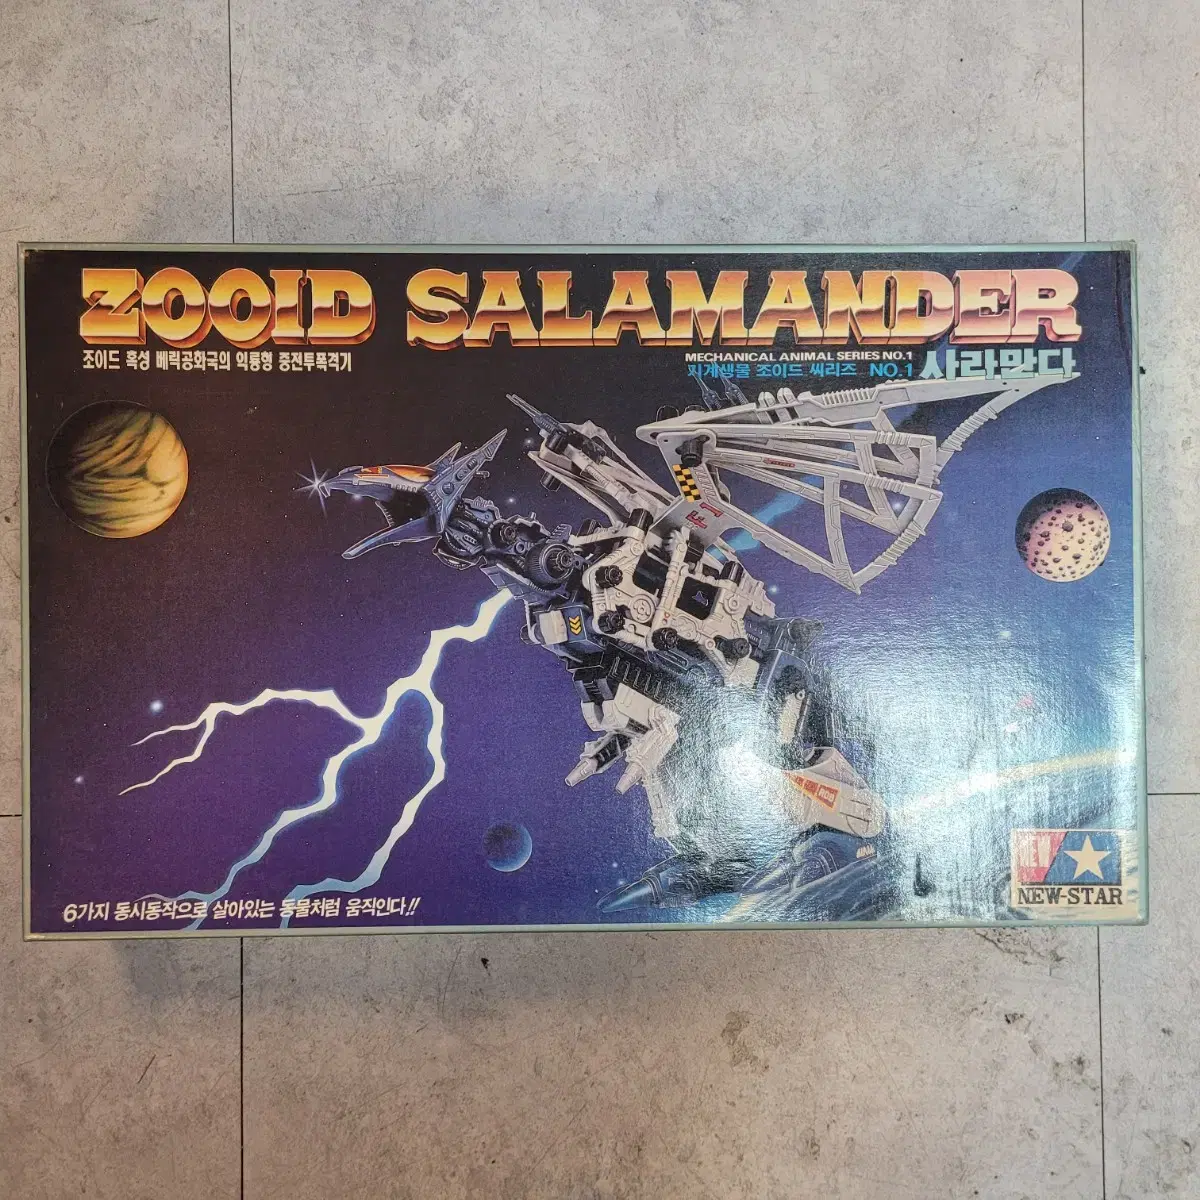 ZOOID SALAMANDER
조이드 혹성 베릭공화국의 익룡형 중전투폭격기
MECHANICAL ANIMAL SERIES NO.1
기계생물 조이드 씨리즈 NO.1 사라만다
F1
6가지 동시동작으로 살아있는 동물처럼 움직인다!!
NEW
NEW-STAR